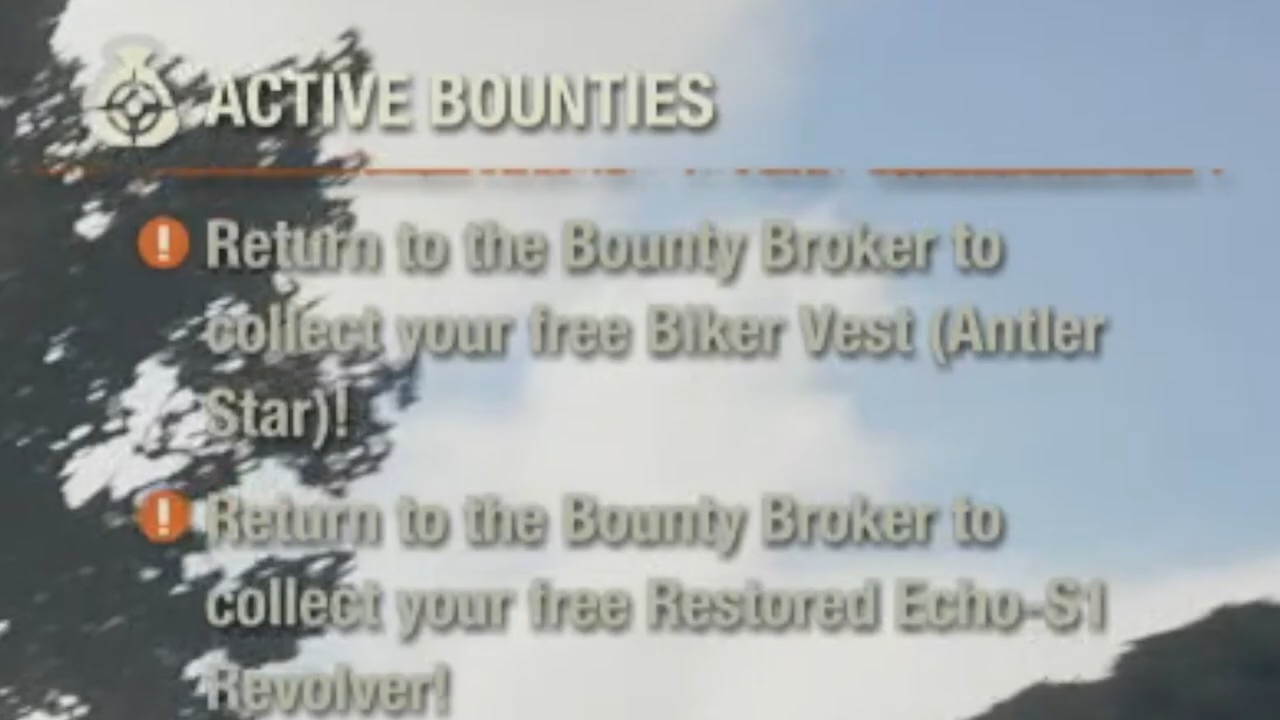 ACTIVE BOUNTIES
! Return to the Bounty Broker to
collect your free Biker Vest (Antler
Star)!
! Return to the Bounty Broker to
collect your free Restored Echo-S1
Revolver!